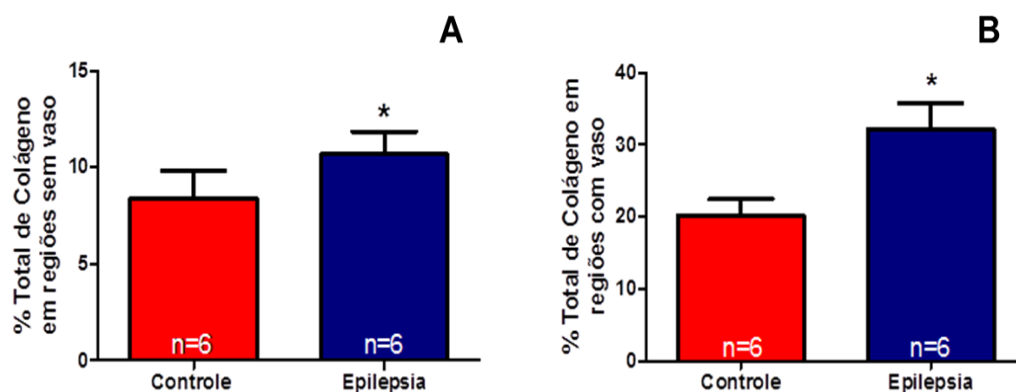 A
% Total de Colágeno
em regiões sem vaso
15
10
5
0
*
n=6
n=6
Controle
Epilepsia
B
% Total de Colágeno em
regiões com vaso
40
30
20
10
0
*
n=6
n=6
Controle
Epilepsia